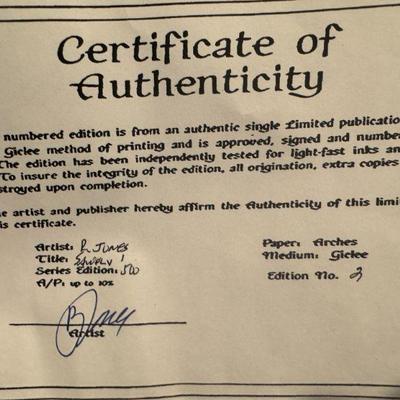 Certificate of
Authenticity
numbered edition is from an authentic single Limited publicatio
Giclee method of printing and is approved, signed and number
The edition has been independently tested for light-fast inks an
To insure the integrity of the edition, all origination, extra copies
stroyed upon completion.
e artist and publisher hereby affirm the Authenticity of this limi
is certificate.
Artist: R Jones
Title:
Series Edition: 500
A/P: up to 10%
Paper: Arches
Medium: Giclee
Edition No. 2
Artist